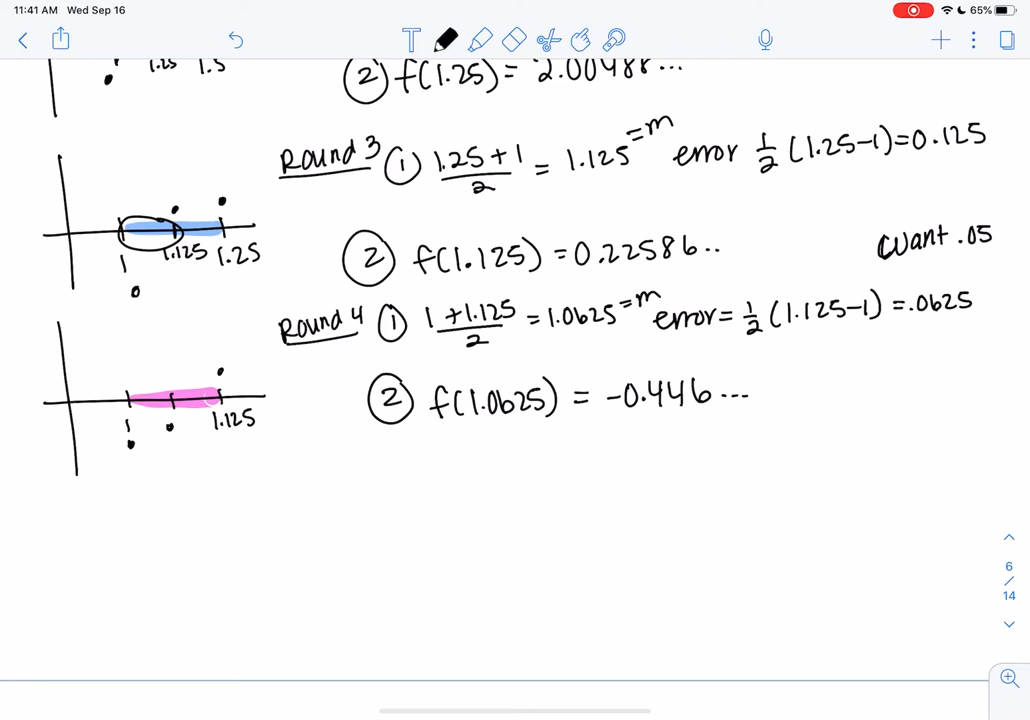 11:41 AM Wed Sep 16
65%
1.25 1.5
② f(1.25) = 2.00488...
Round 3 ① (1.25+1)/2 = 1.125 = m error 1/2 (1.25-1) = 0.125
1 1.125 1.25
② f(1.125) = 0.22586..
want .05
Round 4 ① (1+1.125)/2 = 1.0625 = m error = 1/2 (1.125-1) = .0625
1 1.125
② f(1.0625) = -0.446...
6
/
14